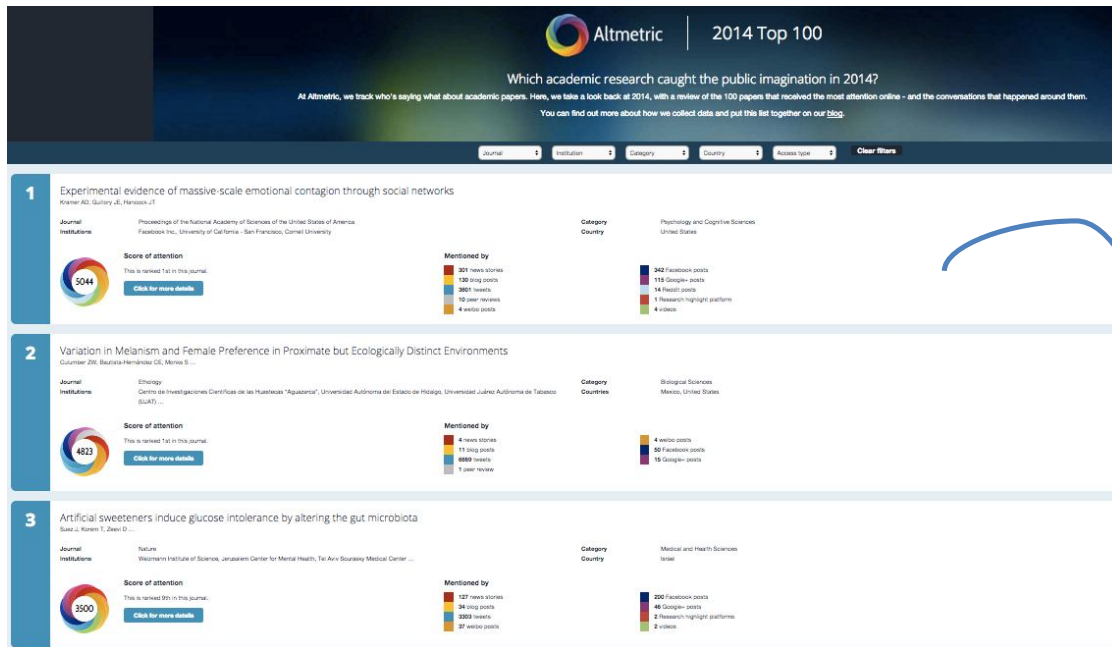 Altmetric | 2014 Top 100
Which academic research caught the public imagination in 2014?
At Altmetric, we track who's saying what about academic papers. Here, we take a look back at 2014, with a review of the 100 papers that received the most attention online - and the conversations that happened around them.
You can find out more about how we collect data and put this list together on our blog.
Journal Institution Category Country Access type Clear filters
1
Experimental evidence of massive-scale emotional contagion through social networks
Kramer AD, Guillory JE, Hancock JT
Journal Proceedings of the National Academy of Sciences of the United States of America Category Psychology and Cognitive Sciences
Institutions Facebook Inc., University of California - San Francisco, Cornell University Country United States
Score of attention Mentioned by
5044
This is ranked 1st in this journal.
Click for more details
301 news stories 342 Facebook posts
130 blog posts 115 Google+ posts
3801 tweets 14 Reddit posts
10 peer reviews 1 Research highlight platform
4 weibo posts 4 videos
2
Variation in Melanism and Female Preference in Proximate but Ecologically Distinct Environments
Culumber ZW, Bautista-Hernández CE, Monks S ...
Journal Ethology Category Biological Sciences
Institutions Centro de Investigaciones Científicas de las Huastecas "Aguazarca", Universidad Autónoma del Estado de Hidalgo, Universidad Juárez Autónoma de Tabasco Countries Mexico, United States
(UJAT) ...
Score of attention Mentioned by
4823
This is ranked 1st in this journal.
Click for more details
4 news stories 4 weibo posts
11 blog posts 50 Facebook posts
tweets 15 Google+ posts
1 peer review
3
Artificial sweeteners induce glucose intolerance by altering the gut microbiota
Suez J, Korem T, Zeevi D ...
Journal Nature Category Medical and Health Sciences
Institutions Weizmann Institute of Science, Jerusalem Center for Mental Health, Tel Aviv Sourasky Medical Center ... Country Israel
Score of attention Mentioned by
3500
This is ranked 9th in this journal.
Click for more details
127 news stories 200 Facebook posts
34 blog posts 46 Google+ posts
3303 tweets 2 Research highlight platforms
37 weibo posts 2 videos